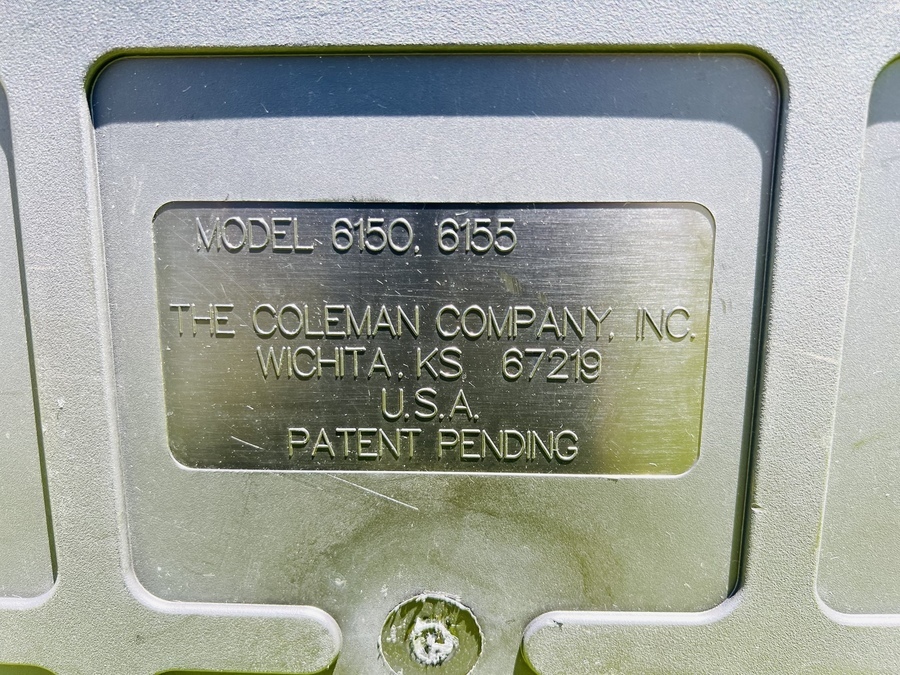 MODEL 6150, 6155
THE COLEMAN COMPANY, INC.
WICHITA, KS 67219
U.S.A.
PATENT PENDING